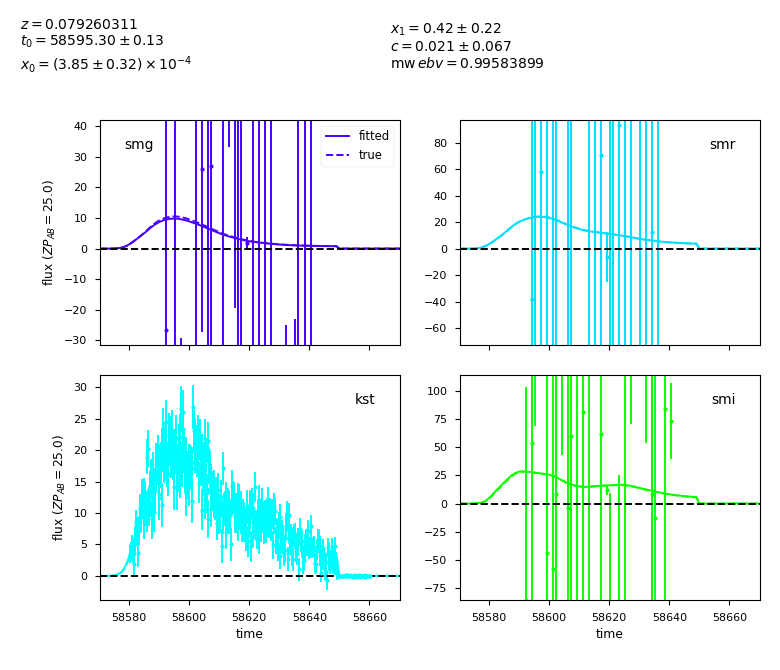 z = 0.079260311
t₀ = 58595.30 ± 0.13
x₀ = (3.85 ± 0.32) × 10⁻⁴
x₁ = 0.42 ± 0.22
c = 0.021 ± 0.067
mw ebv = 0.99583899
flux (ZP_AB = 25.0)
40
30
20
10
0
−10
−20
−30
smg
fitted
true
80
60
40
20
0
−20
−40
−60
smr
flux (ZP_AB = 25.0)
30
25
20
15
10
5
0
kst
58580
58600
58620
58640
58660
time
100
75
50
25
0
−25
−50
−75
smi
58580
58600
58620
58640
58660
time